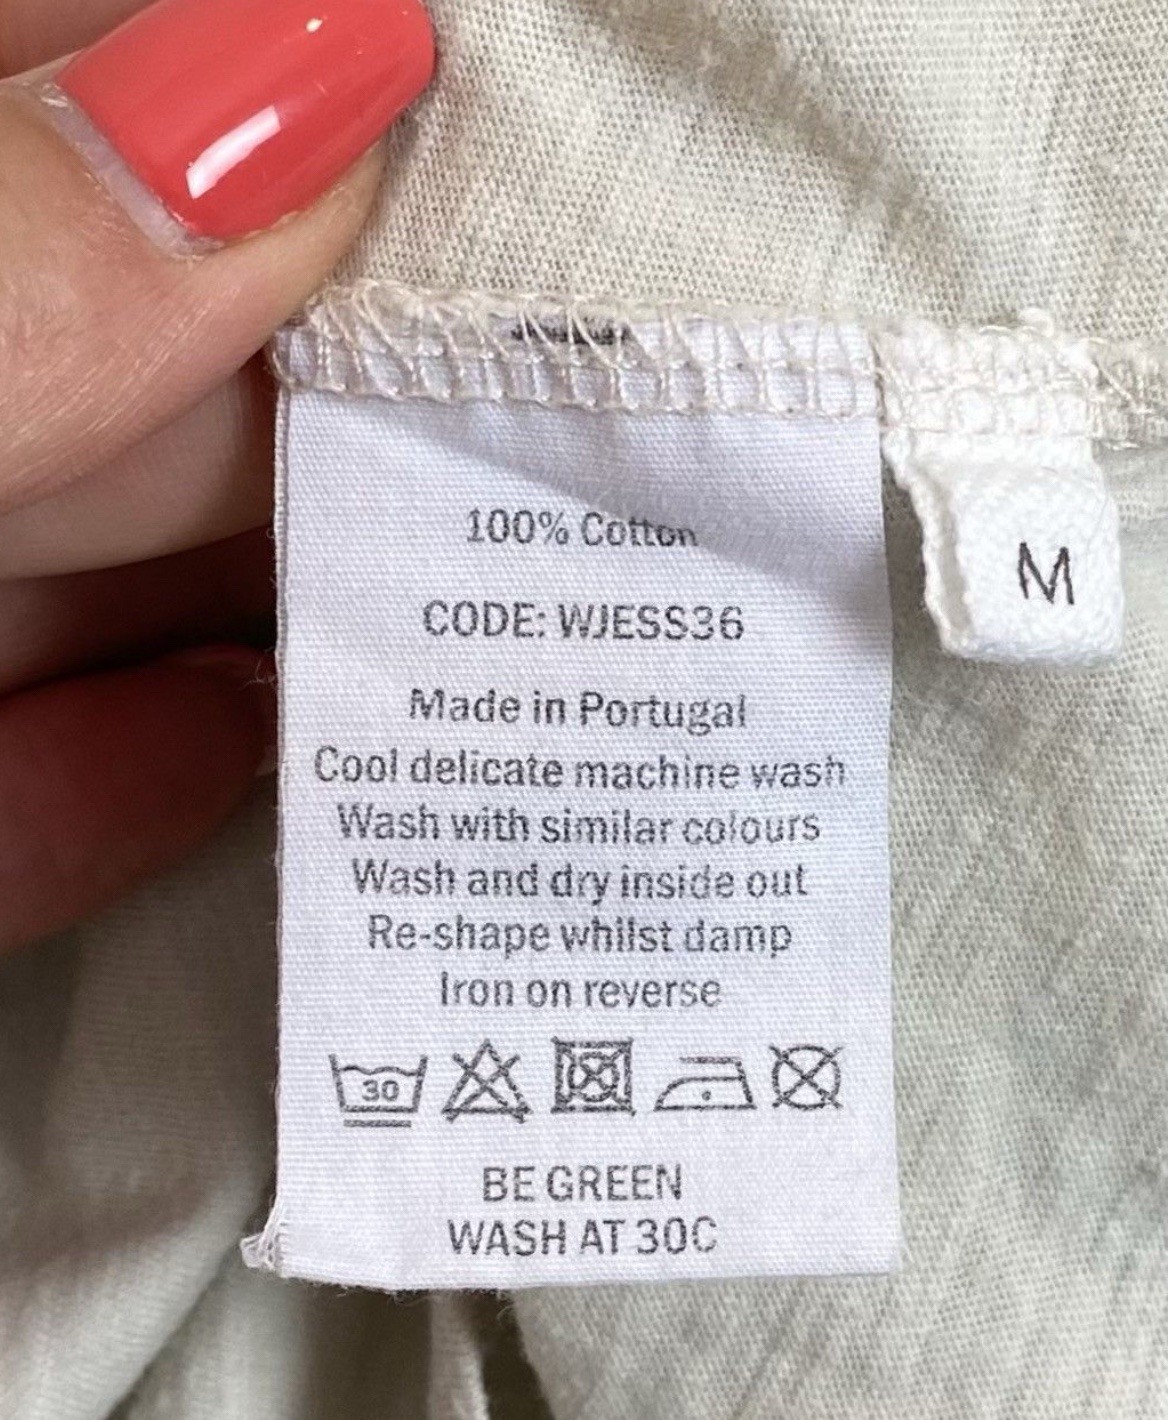 100% Cotton
CODE: WJESS36
Made in Portugal
Cool delicate machine wash
Wash with similar colours
Wash and dry inside out
Re-shape whilst damp
Iron on reverse
30
BE GREEN
WASH AT 30C
M